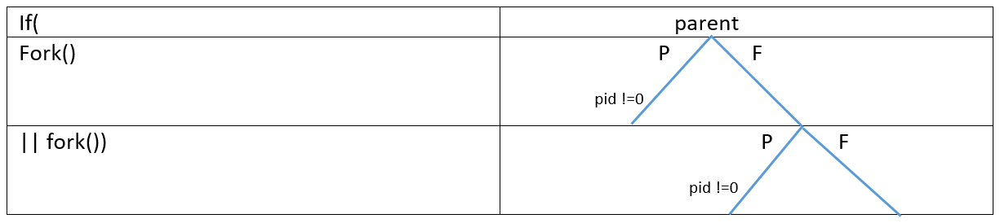 If(
parent
Fork()
P
F
pid !=0
|| fork())
P
F
pid !=0